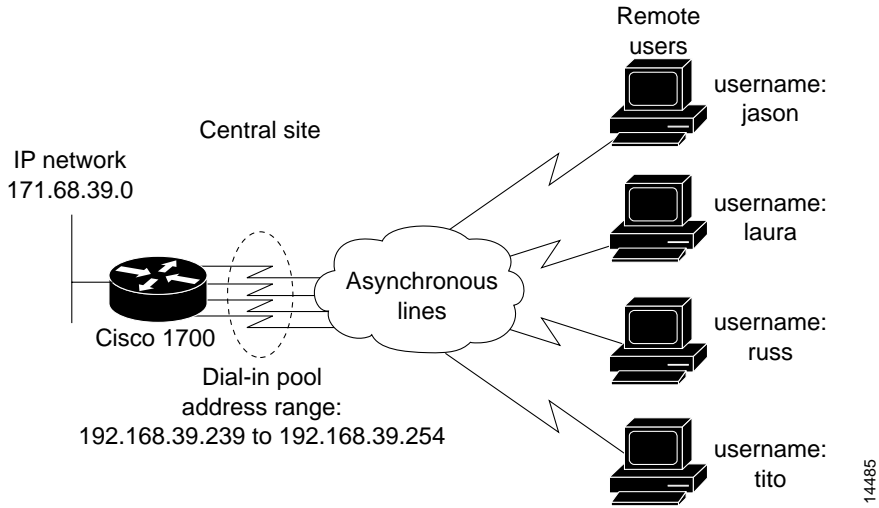 Remote
users
username:
jason
Central site
IP network
171.68.39.0
username:
laura
Asynchronous
lines
Cisco 1700
username:
russ
Dial-in pool
address range:
192.168.39.239 to 192.168.39.254
username:
tito
14485